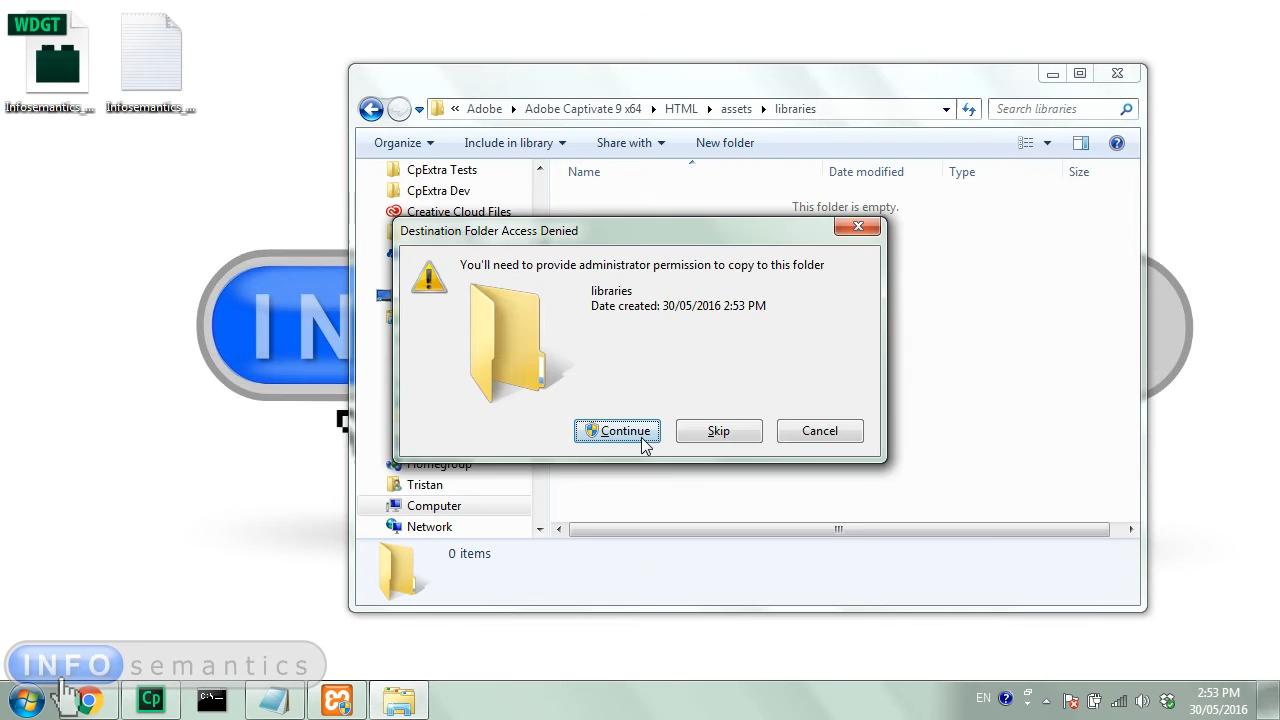 WDGT
Infosemantics_...
Infosemantics_...
« Adobe Adobe Captivate 9 x64 HTML assets libraries
Search libraries
Organize Include in library Share with New folder
CpExtra Tests
CpExtra Dev
Creative Cloud Files
Name Date modified Type Size
This folder is empty.
Destination Folder Access Denied
You'll need to provide administrator permission to copy to this folder
libraries
Date created: 30/05/2016 2:53 PM
Continue Skip Cancel
IN
Homegroup
Tristan
Computer
Network
0 items
INFOsemantics
Cp
C:\.
EN
2:53 PM
30/05/2016